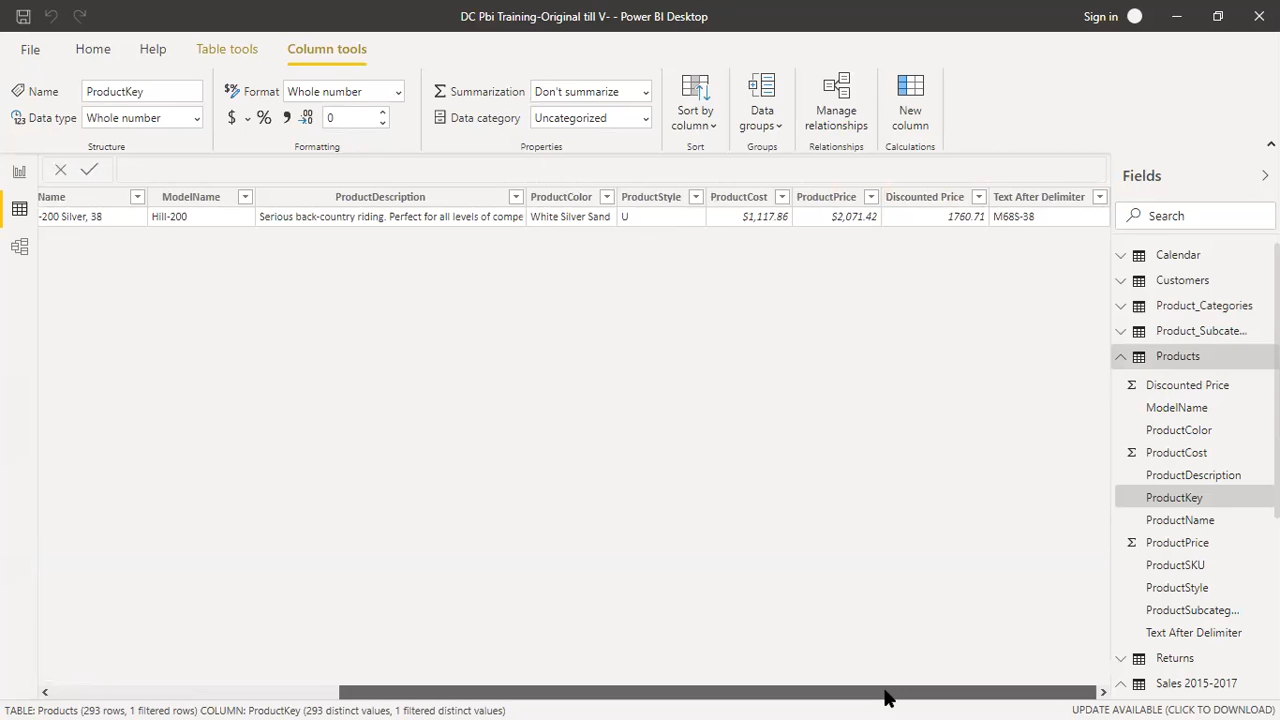 DC Pbi Training-Original till V- - Power BI Desktop
Sign in
File Home Help Table tools Column tools
Name ProductKey
Data type Whole number
Structure
Format Whole number
$ % 0
Formatting
Summarization Don't summarize
Data category Uncategorized
Properties
Sort by column
Sort
Data groups
Groups
Manage relationships
Relationships
New column
Calculations
Name ModelName ProductDescription ProductColor ProductStyle ProductCost ProductPrice Discounted Price Text After Delimiter
-200 Silver, 38 Hill-200 Serious back-country riding. Perfect for all levels of compe White Silver Sand U $1,117.86 $2,071.42 1760.71 M68S-38
Fields
Search
Calendar
Customers
Product_Categories
Product_Subcate...
Products
Σ Discounted Price
ModelName
ProductColor
Σ ProductCost
ProductDescription
ProductKey
ProductName
Σ ProductPrice
ProductSKU
ProductStyle
ProductSubcateg...
Text After Delimiter
Returns
Sales 2015-2017
TABLE: Products (293 rows, 1 filtered rows) COLUMN: ProductKey (293 distinct values, 1 filtered distinct values)
UPDATE AVAILABLE (CLICK TO DOWNLOAD)